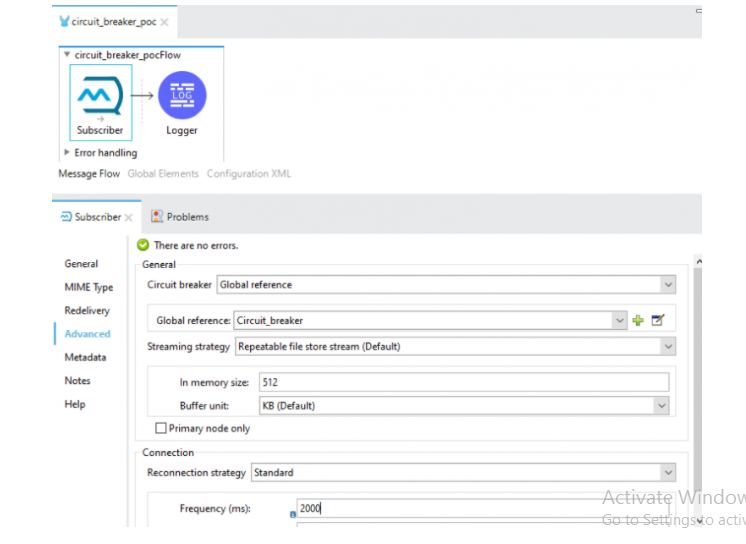 circuit_breaker_poc
circuit_breaker_pocFlow
LOG
Subscriber Logger
Error handling
Message Flow Global Elements Configuration XML
Subscriber Problems
There are no errors.
General
General
Circuit breaker Global reference
MIME Type
Redelivery
Global reference: Circuit_breaker
Advanced
Streaming strategy Repeatable file store stream (Default)
Metadata
Notes
In memory size: 512
Help
Buffer unit: KB (Default)
Primary node only
Connection
Reconnection strategy Standard
Frequency (ms): 2000
Activate Window
Go to Settings to activ